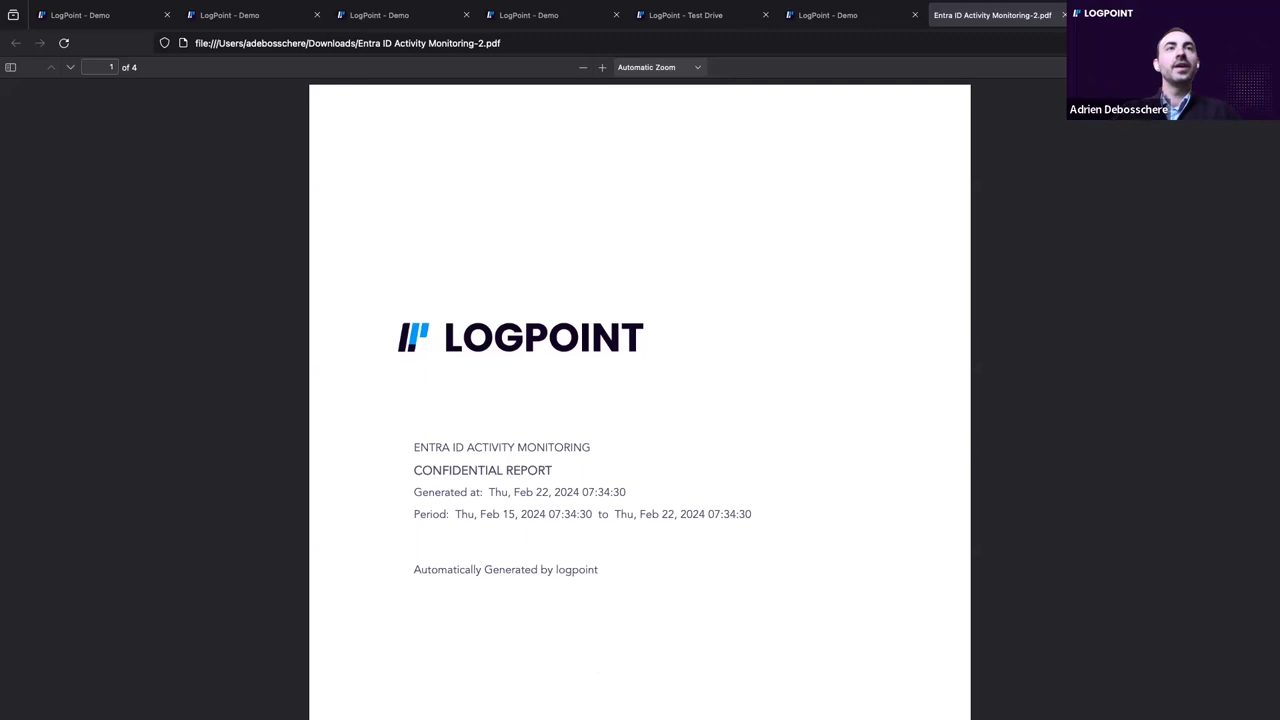 LogPoint - Demo
LogPoint - Demo
LogPoint - Demo
LogPoint - Demo
LogPoint - Test Drive
LogPoint - Demo
Entra ID Activity Monitoring-2.pdf
file:///Users/adebosschere/Downloads/Entra ID Activity Monitoring-2.pdf
1 of 4
Automatic Zoom
LOGPOINT
Adrien Debosschere
LOGPOINT
ENTRA ID ACTIVITY MONITORING
CONFIDENTIAL REPORT
Generated at: Thu, Feb 22, 2024 07:34:30
Period: Thu, Feb 15, 2024 07:34:30 to Thu, Feb 22, 2024 07:34:30
Automatically Generated by logpoint